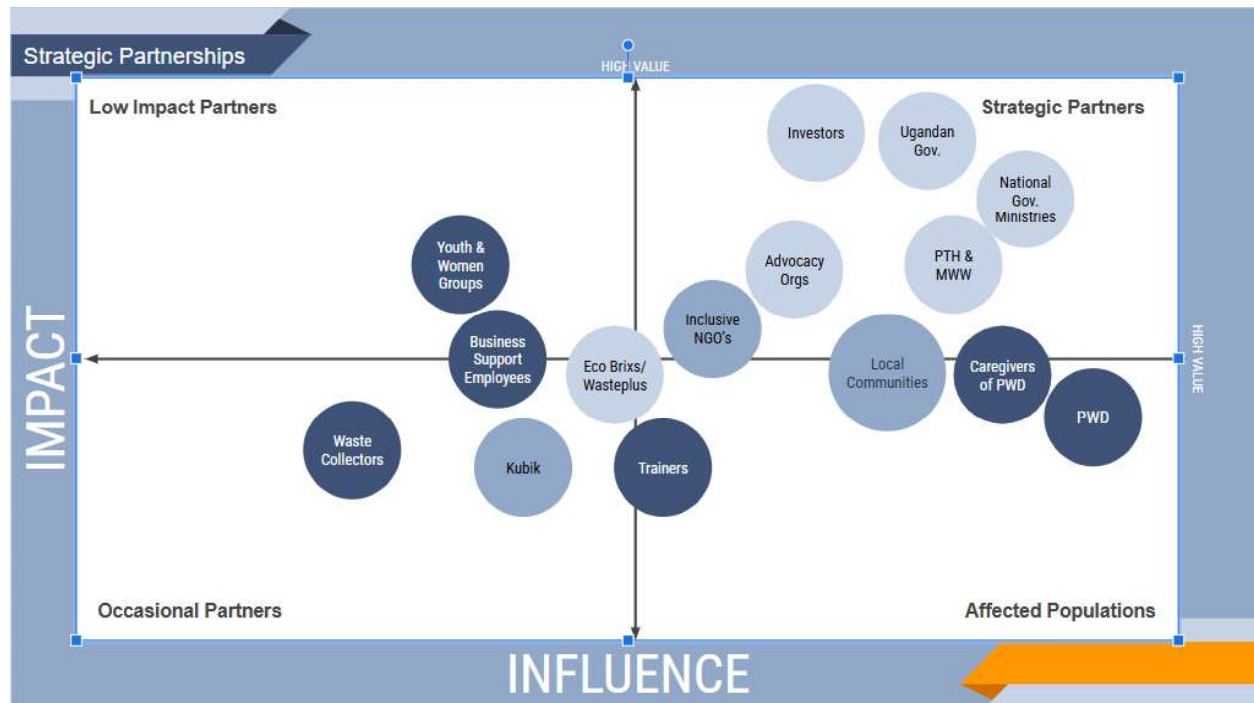 Strategic Partnerships
HIGH VALUE
Low Impact Partners
Strategic Partners
Investors
Ugandan
Gov.
National
Gov.
Ministries
Youth &
Women
Groups
Advocacy
Orgs
PTH &
MWW
Inclusive
NGO's
Business
Support
Employees
Eco Brixs/
Wasteplus
Local
Communities
Caregivers
of PWD
PWD
Waste
Collectors
Kubik
Trainers
Occasional Partners
Affected Populations
IMPACT
HIGH VALUE
INFLUENCE